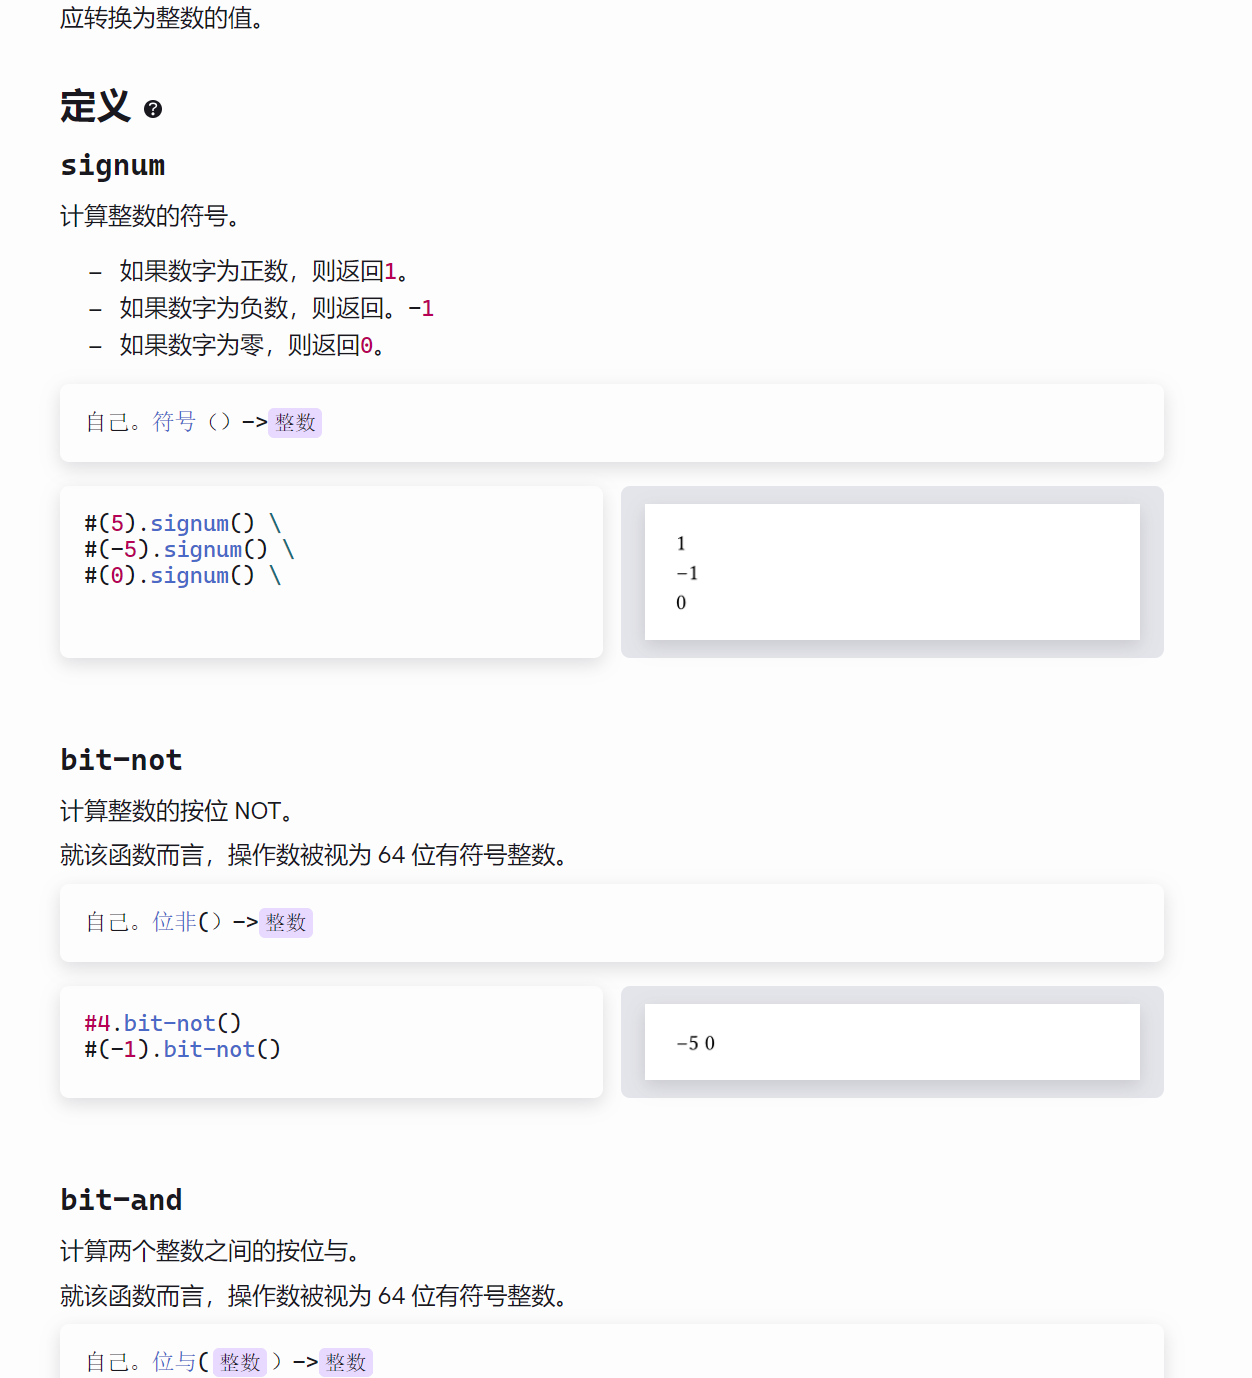 应转换为整数的值。
定义
signum
计算整数的符号。
– 如果数字为正数，则返回1。
– 如果数字为负数，则返回。-1
– 如果数字为零，则返回0。
自己。符号（）->整数
#(5).signum() \
#(-5).signum() \
#(0).signum() \
1
−1
0
bit-not
计算整数的按位 NOT。
就该函数而言，操作数被视为 64 位有符号整数。
自己。位非(）->整数
#4.bit-not()
#(-1).bit-not()
−5 0
bit-and
计算两个整数之间的按位与。
就该函数而言，操作数被视为 64 位有符号整数。
自己。位与(整数）->整数